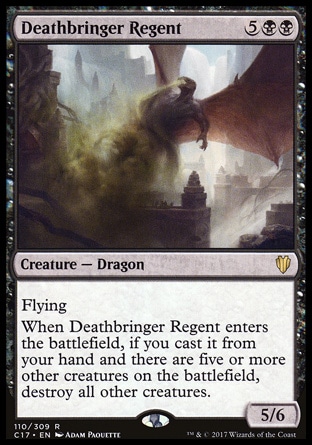 Deathbringer Regent 5
Creature — Dragon
Flying
When Deathbringer Regent enters
the battlefield, if you cast it from
your hand and there are five or more
other creatures on the battlefield,
destroy all other creatures.
5/6
110/309 R
C17 • EN Adam Paquette
™ & © 2017 Wizards of the Coast